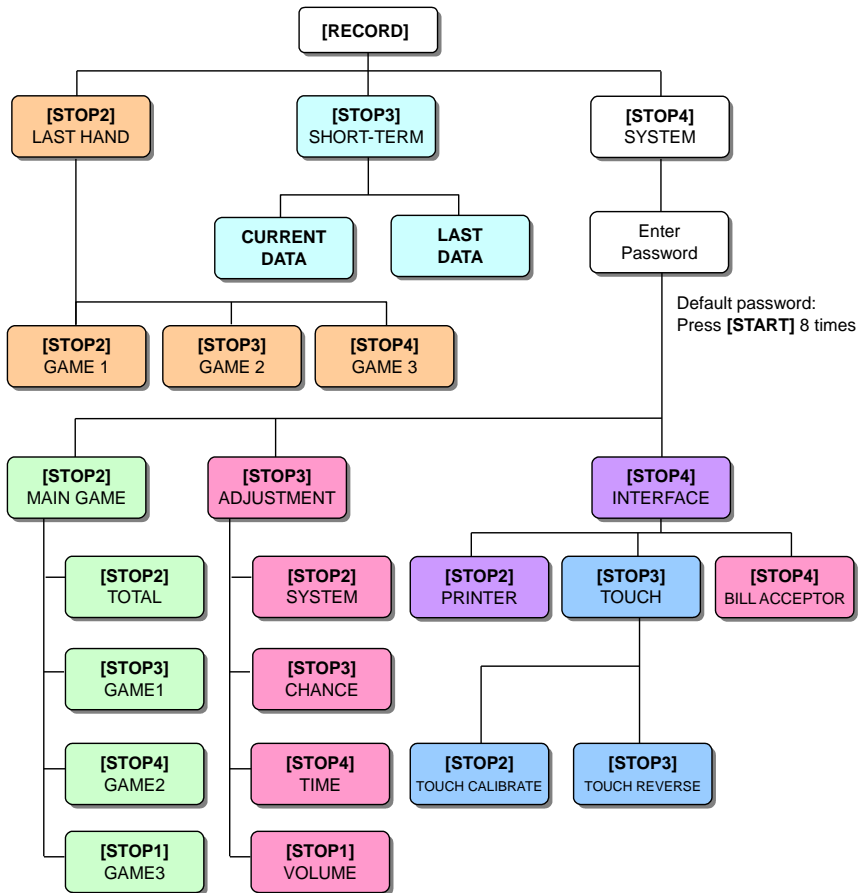 [RECORD]
[STOP2]
LAST HAND
[STOP3]
SHORT-TERM
[STOP4]
SYSTEM
CURRENT
DATA
LAST
DATA
Enter
Password
Default password:
Press [START] 8 times
[STOP2]
GAME 1
[STOP3]
GAME 2
[STOP4]
GAME 3
[STOP2]
MAIN GAME
[STOP3]
ADJUSTMENT
[STOP4]
INTERFACE
[STOP2]
TOTAL
[STOP2]
SYSTEM
[STOP2]
PRINTER
[STOP3]
TOUCH
[STOP4]
BILL ACCEPTOR
[STOP3]
GAME1
[STOP3]
CHANCE
[STOP4]
GAME2
[STOP4]
TIME
[STOP2]
TOUCH CALIBRATE
[STOP3]
TOUCH REVERSE
[STOP1]
GAME3
[STOP1]
VOLUME